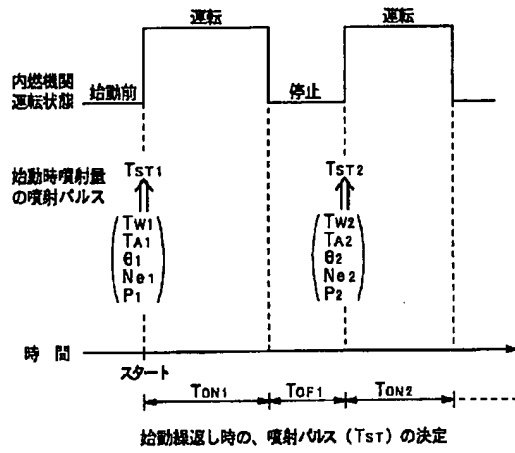 運転 運転
内燃機関
運転状態
始動前 停止
始動時噴射量
の噴射パルス
TST1 TST2
TW1 TW2
TA1 TA2
θ1 θ2
Ne1 Ne2
P1 P2
時間
スタート
TON1 TOF1 TON2
始動繰返し時の、噴射パルス(TST)の決定